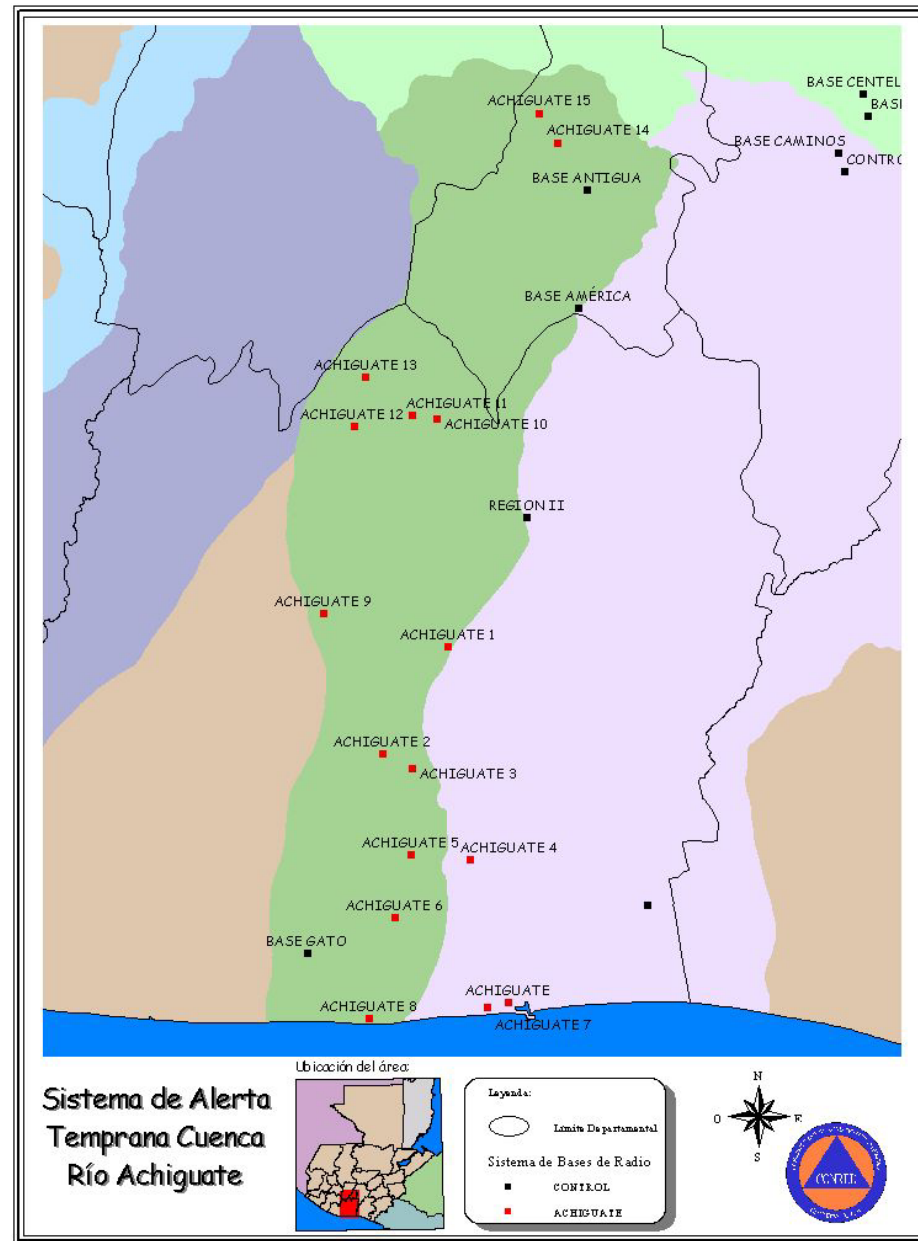 ACHIGUATE 15
ACHIGUATE 14
BASE ANTIGUA
BASE CENTEL
BASE
BASE CAMINOS
CONTRO
BASE AMÉRICA
ACHIGUATE 13
ACHIGUATE 11
ACHIGUATE 12
ACHIGUATE 10
REGION II
ACHIGUATE 9
ACHIGUATE 1
ACHIGUATE 2
ACHIGUATE 3
ACHIGUATE 5
ACHIGUATE 4
ACHIGUATE 6
BASE GATO
ACHIGUATE
ACHIGUATE 8
ACHIGUATE 7
Sistema de Alerta
Temprana Cuenca
Río Achiguate
Ubicación del área:
Leyenda:
Límite Departamental
Sistema de Bases de Radio
CONTROL
ACHIGUATE
N
O
E
S
CONRED